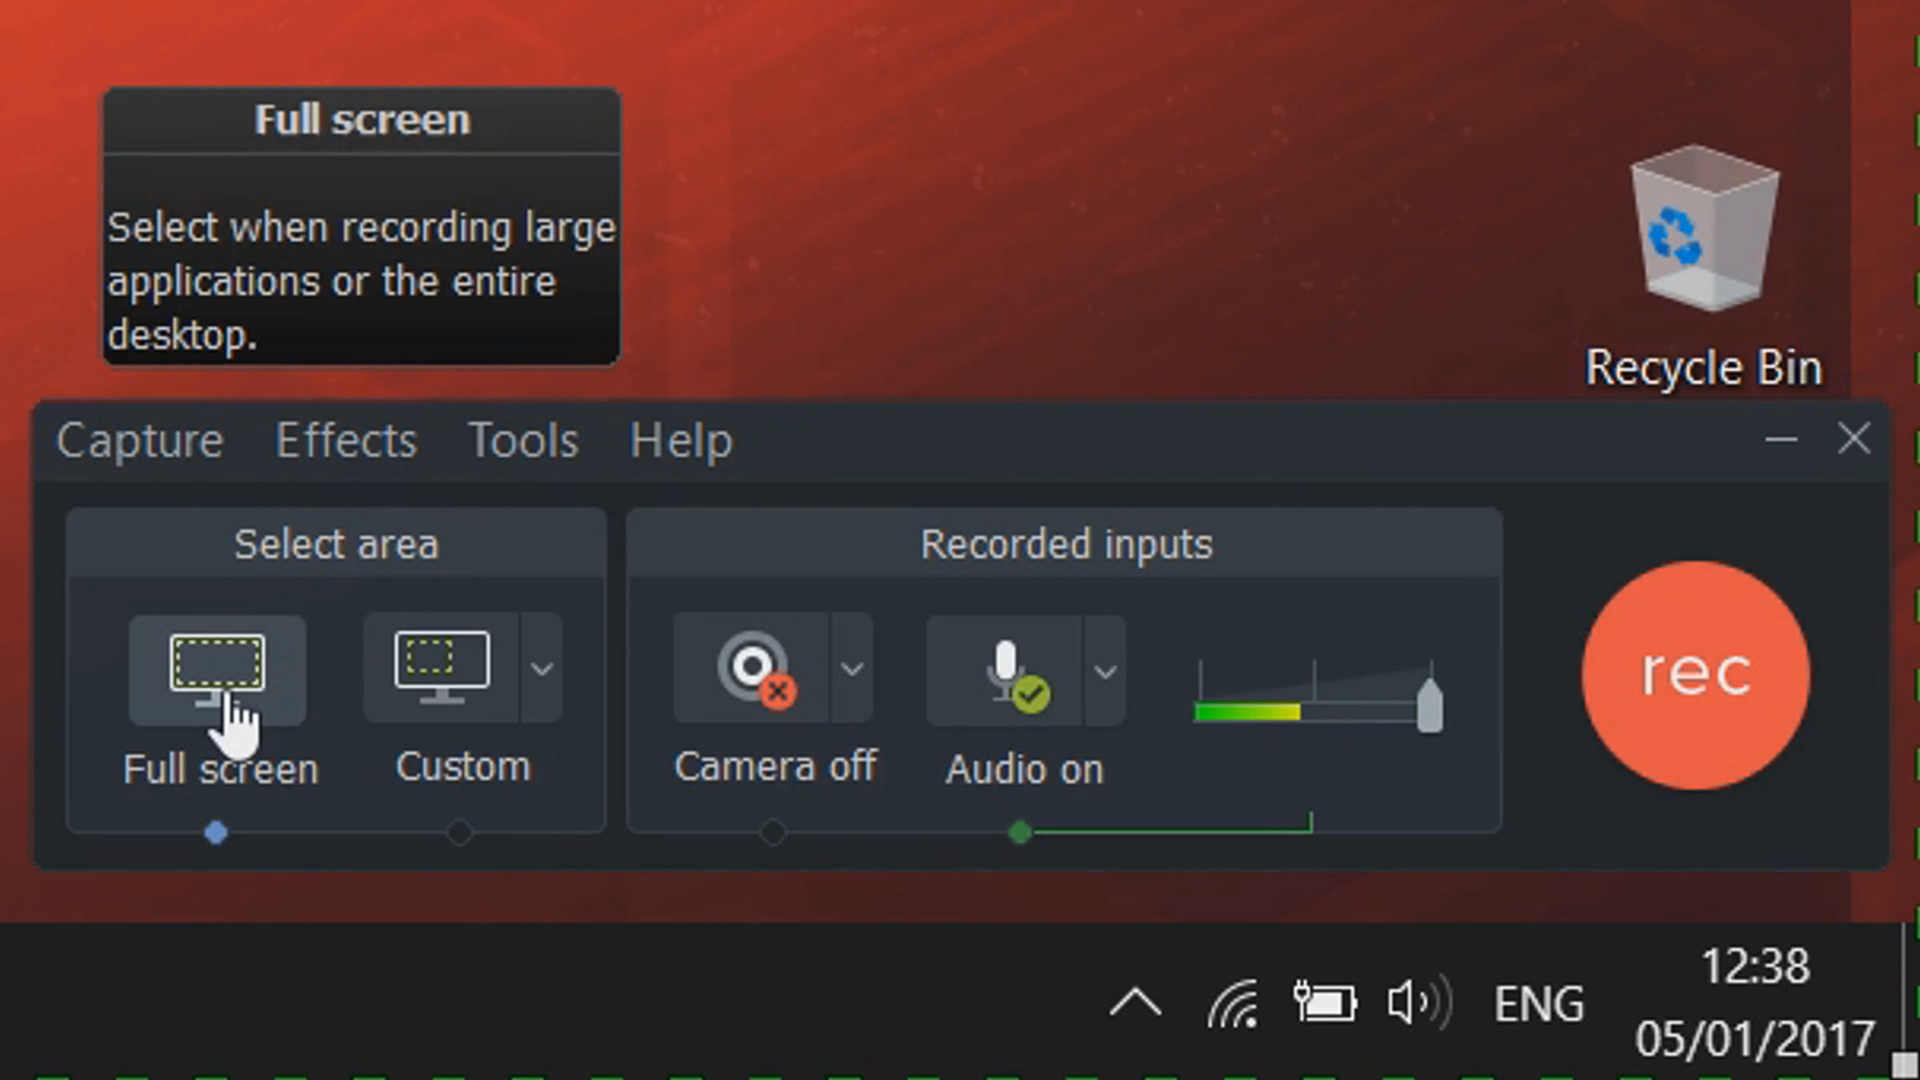 Full screen
Select when recording large
applications or the entire
desktop.
Recycle Bin
Capture Effects Tools Help
Select area
Recorded inputs
Full screen
Custom
Camera off
Audio on
rec
ENG
12:38
05/01/2017